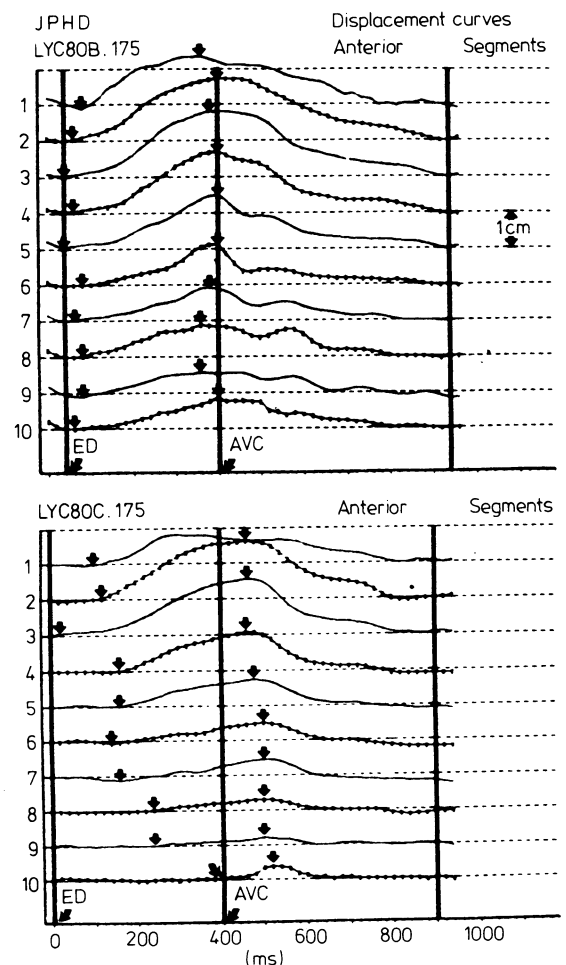 JPHD Displacement curves
LYC80B.175 Anterior Segments
1
2
3
4
1cm
5
6
7
8
9
10
ED AVC
LYC80C.175 Anterior Segments
1
2
3
4
5
6
7
8
9
10
ED AVC
0 200 400 600 800 1000
(ms)